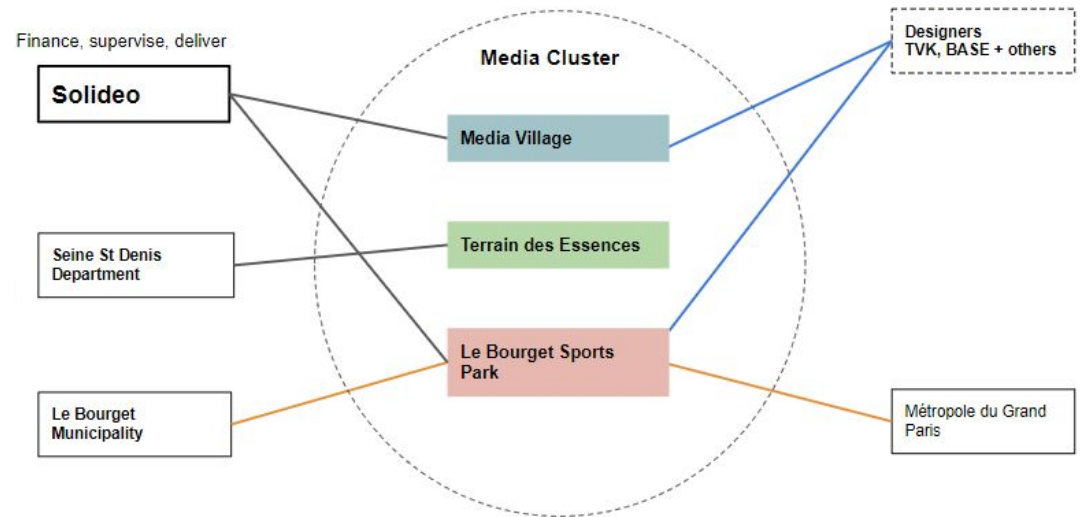 Finance, supervise, deliver
Solideo
Media Cluster
Designers
TVK, BASE + others
Media Village
Seine St Denis
Department
Terrain des Essences
Le Bourget Sports
Park
Le Bourget
Municipality
Métropole du Grand
Paris